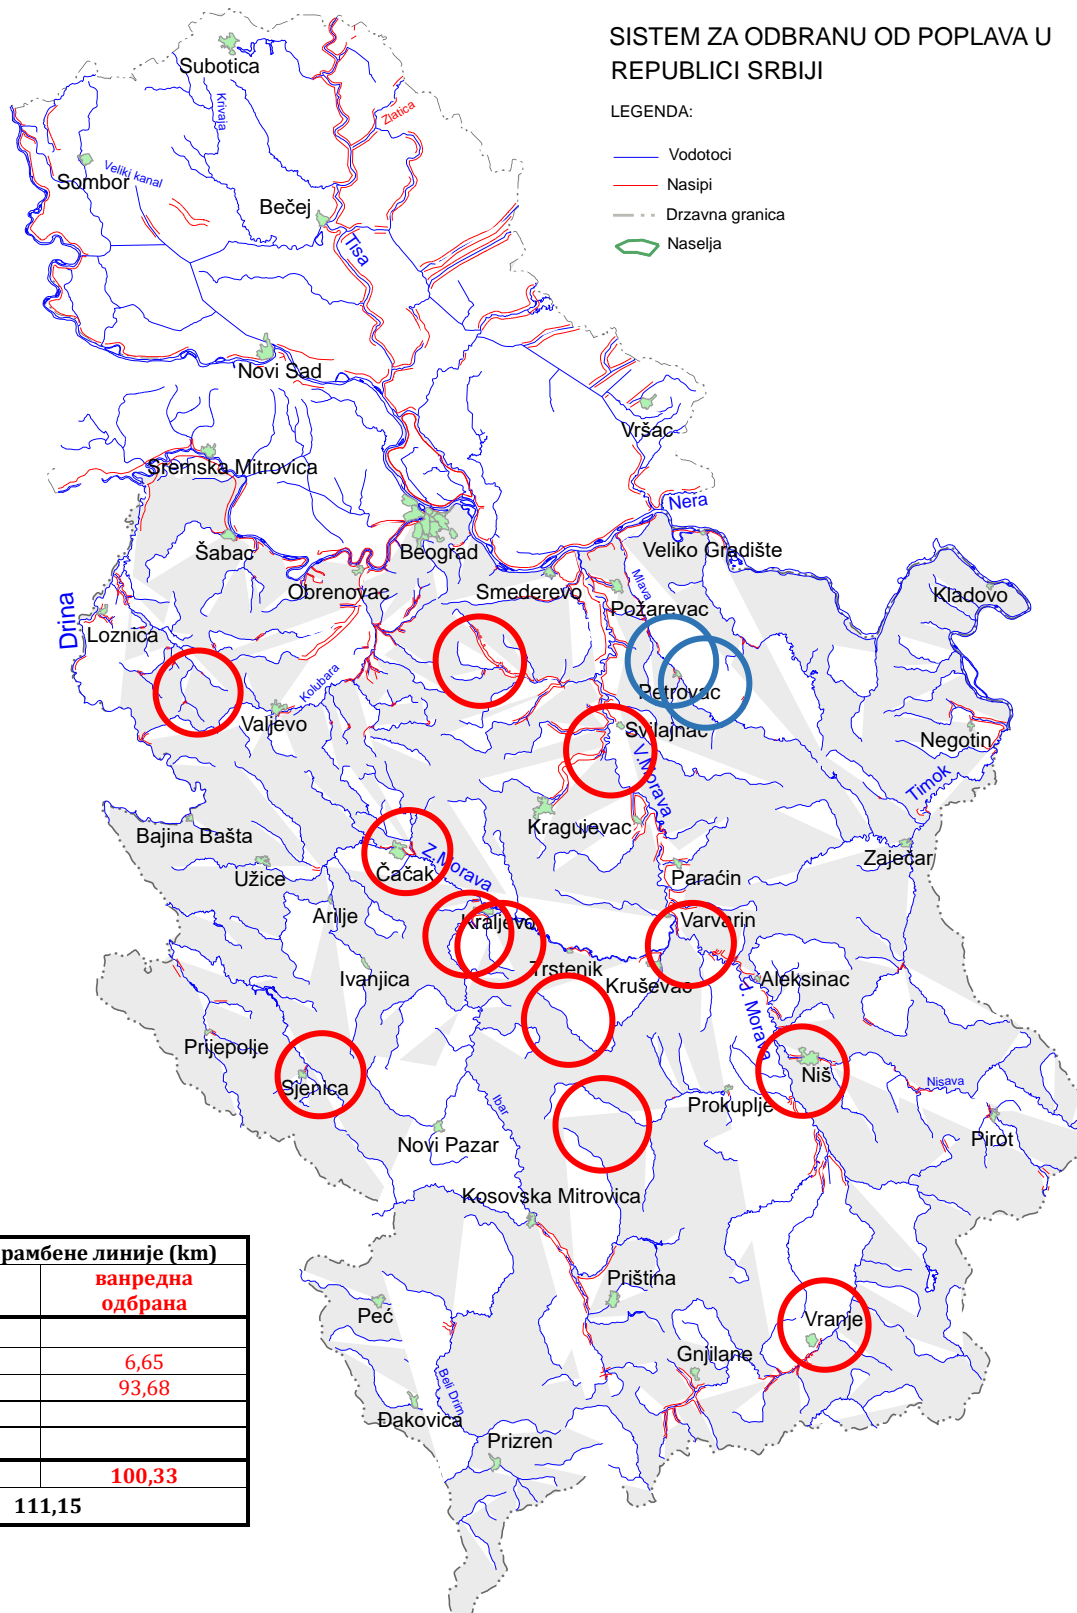 SISTEM ZA ODBRANU OD POPLAVA U
REPUBLICI SRBIJI
LEGENDA:
Vodotoci
Nasipi
Drzavna granica
Naselja
Subotica
Krivaja
Zlatica
Sombor
Veliki kanal
Bečej
Tisa
Novi Sad
Vršac
Sremska Mitrovica
Nera
Šabac
Beograd
Veliko Gradište
Obrenovac
Smederevo
Mlava
Požarevac
Kladovo
Drina
Loznica
Kolubara
Petrovac
Valjevo
Svilajnac
Negotin
V.Morava
Timok
Bajina Bašta
Kragujevac
Zaječar
Užice
Čačak
Z.Morava
Paraćin
Arilje
Kraljevo
Varvarin
Ivanjica
Trstenik
Kruševac
Aleksinac
J. Morava
Prijepolje
Sjenica
Niš
Nisava
Ibar
Prokuplje
Pirot
Novi Pazar
Kosovska Mitrovica
Priština
Peć
Vranje
Gnjilane
Beli Drim
Đakovica
Prizren
рамбене линије (km)
ванредна
одбрана
6,65
93,68
100,33
111,15